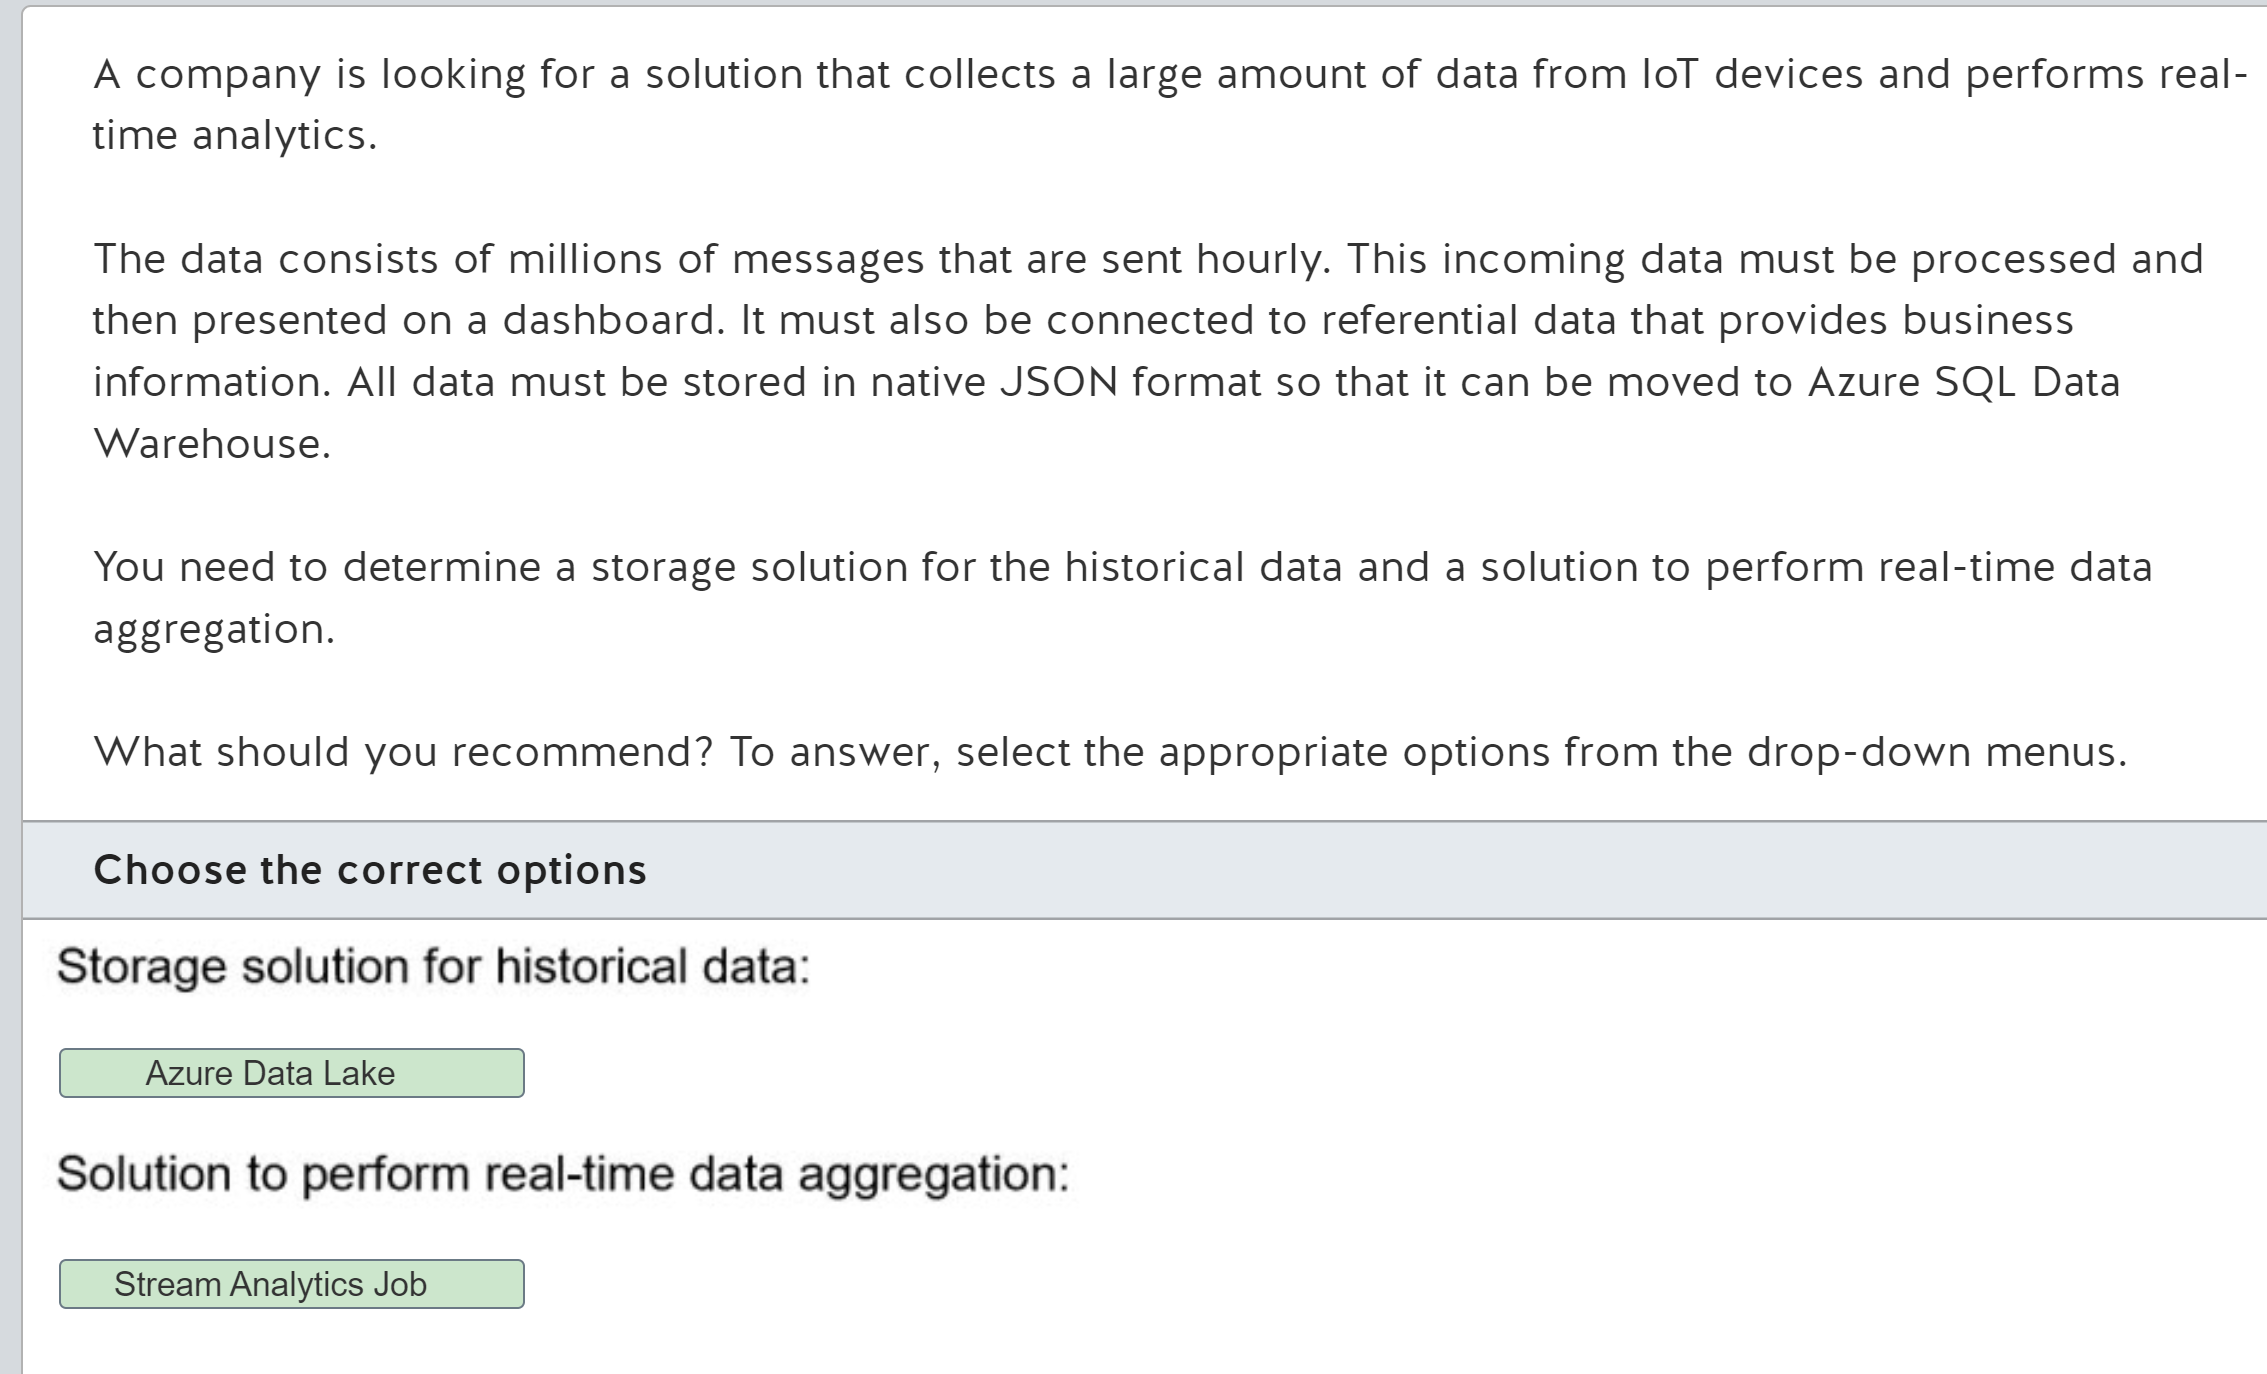 A company is looking for a solution that collects a large amount of data from IoT devices and performs real-
time analytics.
The data consists of millions of messages that are sent hourly. This incoming data must be processed and
then presented on a dashboard. It must also be connected to referential data that provides business
information. All data must be stored in native JSON format so that it can be moved to Azure SQL Data
Warehouse.
You need to determine a storage solution for the historical data and a solution to perform real-time data
aggregation.
What should you recommend? To answer, select the appropriate options from the drop-down menus.
Choose the correct options
Storage solution for historical data:
Azure Data Lake
Solution to perform real-time data aggregation:
Stream Analytics Job